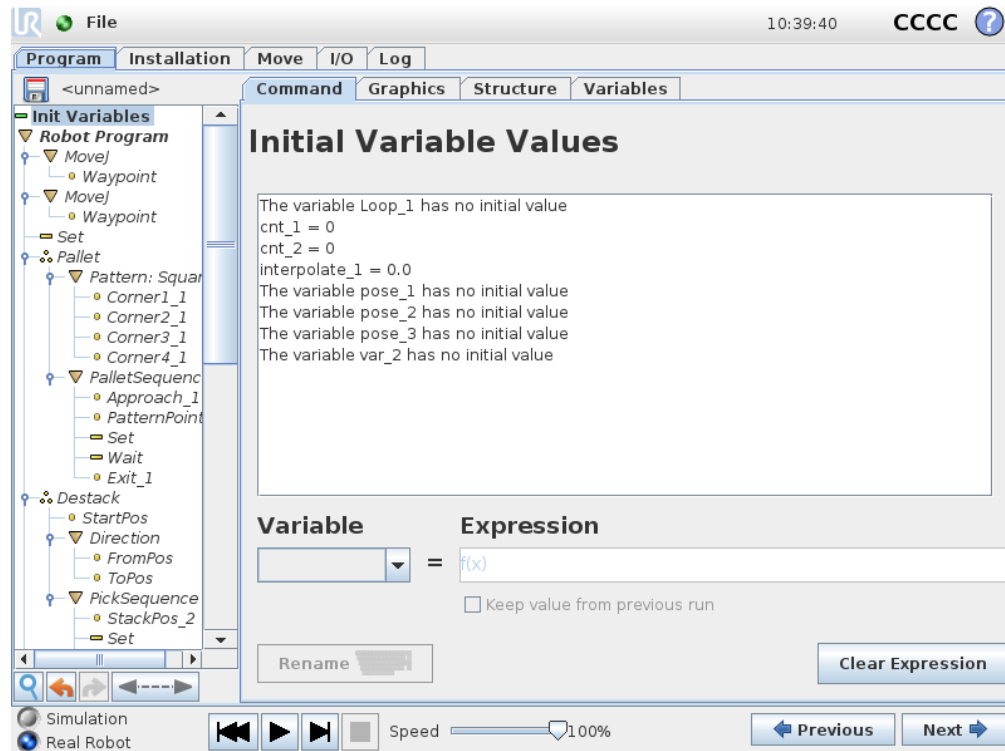 UR File 10:39:40 CCCC ?
Program Installation Move I/O Log
<unnamed>
Command Graphics Structure Variables
Init Variables
Robot Program
MoveJ
Waypoint
MoveJ
Waypoint
Set
Pallet
Pattern: Squar
Corner1_1
Corner2_1
Corner3_1
Corner4_1
PalletSequenc
Approach_1
PatternPoint
Set
Wait
Exit_1
Destack
StartPos
Direction
FromPos
ToPos
PickSequence
StackPos_2
Set
Initial Variable Values
The variable Loop_1 has no initial value
cnt_1 = 0
cnt_2 = 0
interpolate_1 = 0.0
The variable pose_1 has no initial value
The variable pose_2 has no initial value
The variable pose_3 has no initial value
The variable var_2 has no initial value
Variable Expression
= f(x)
Keep value from previous run
Rename
Clear Expression
Simulation
Real Robot
Speed 100%
Previous Next